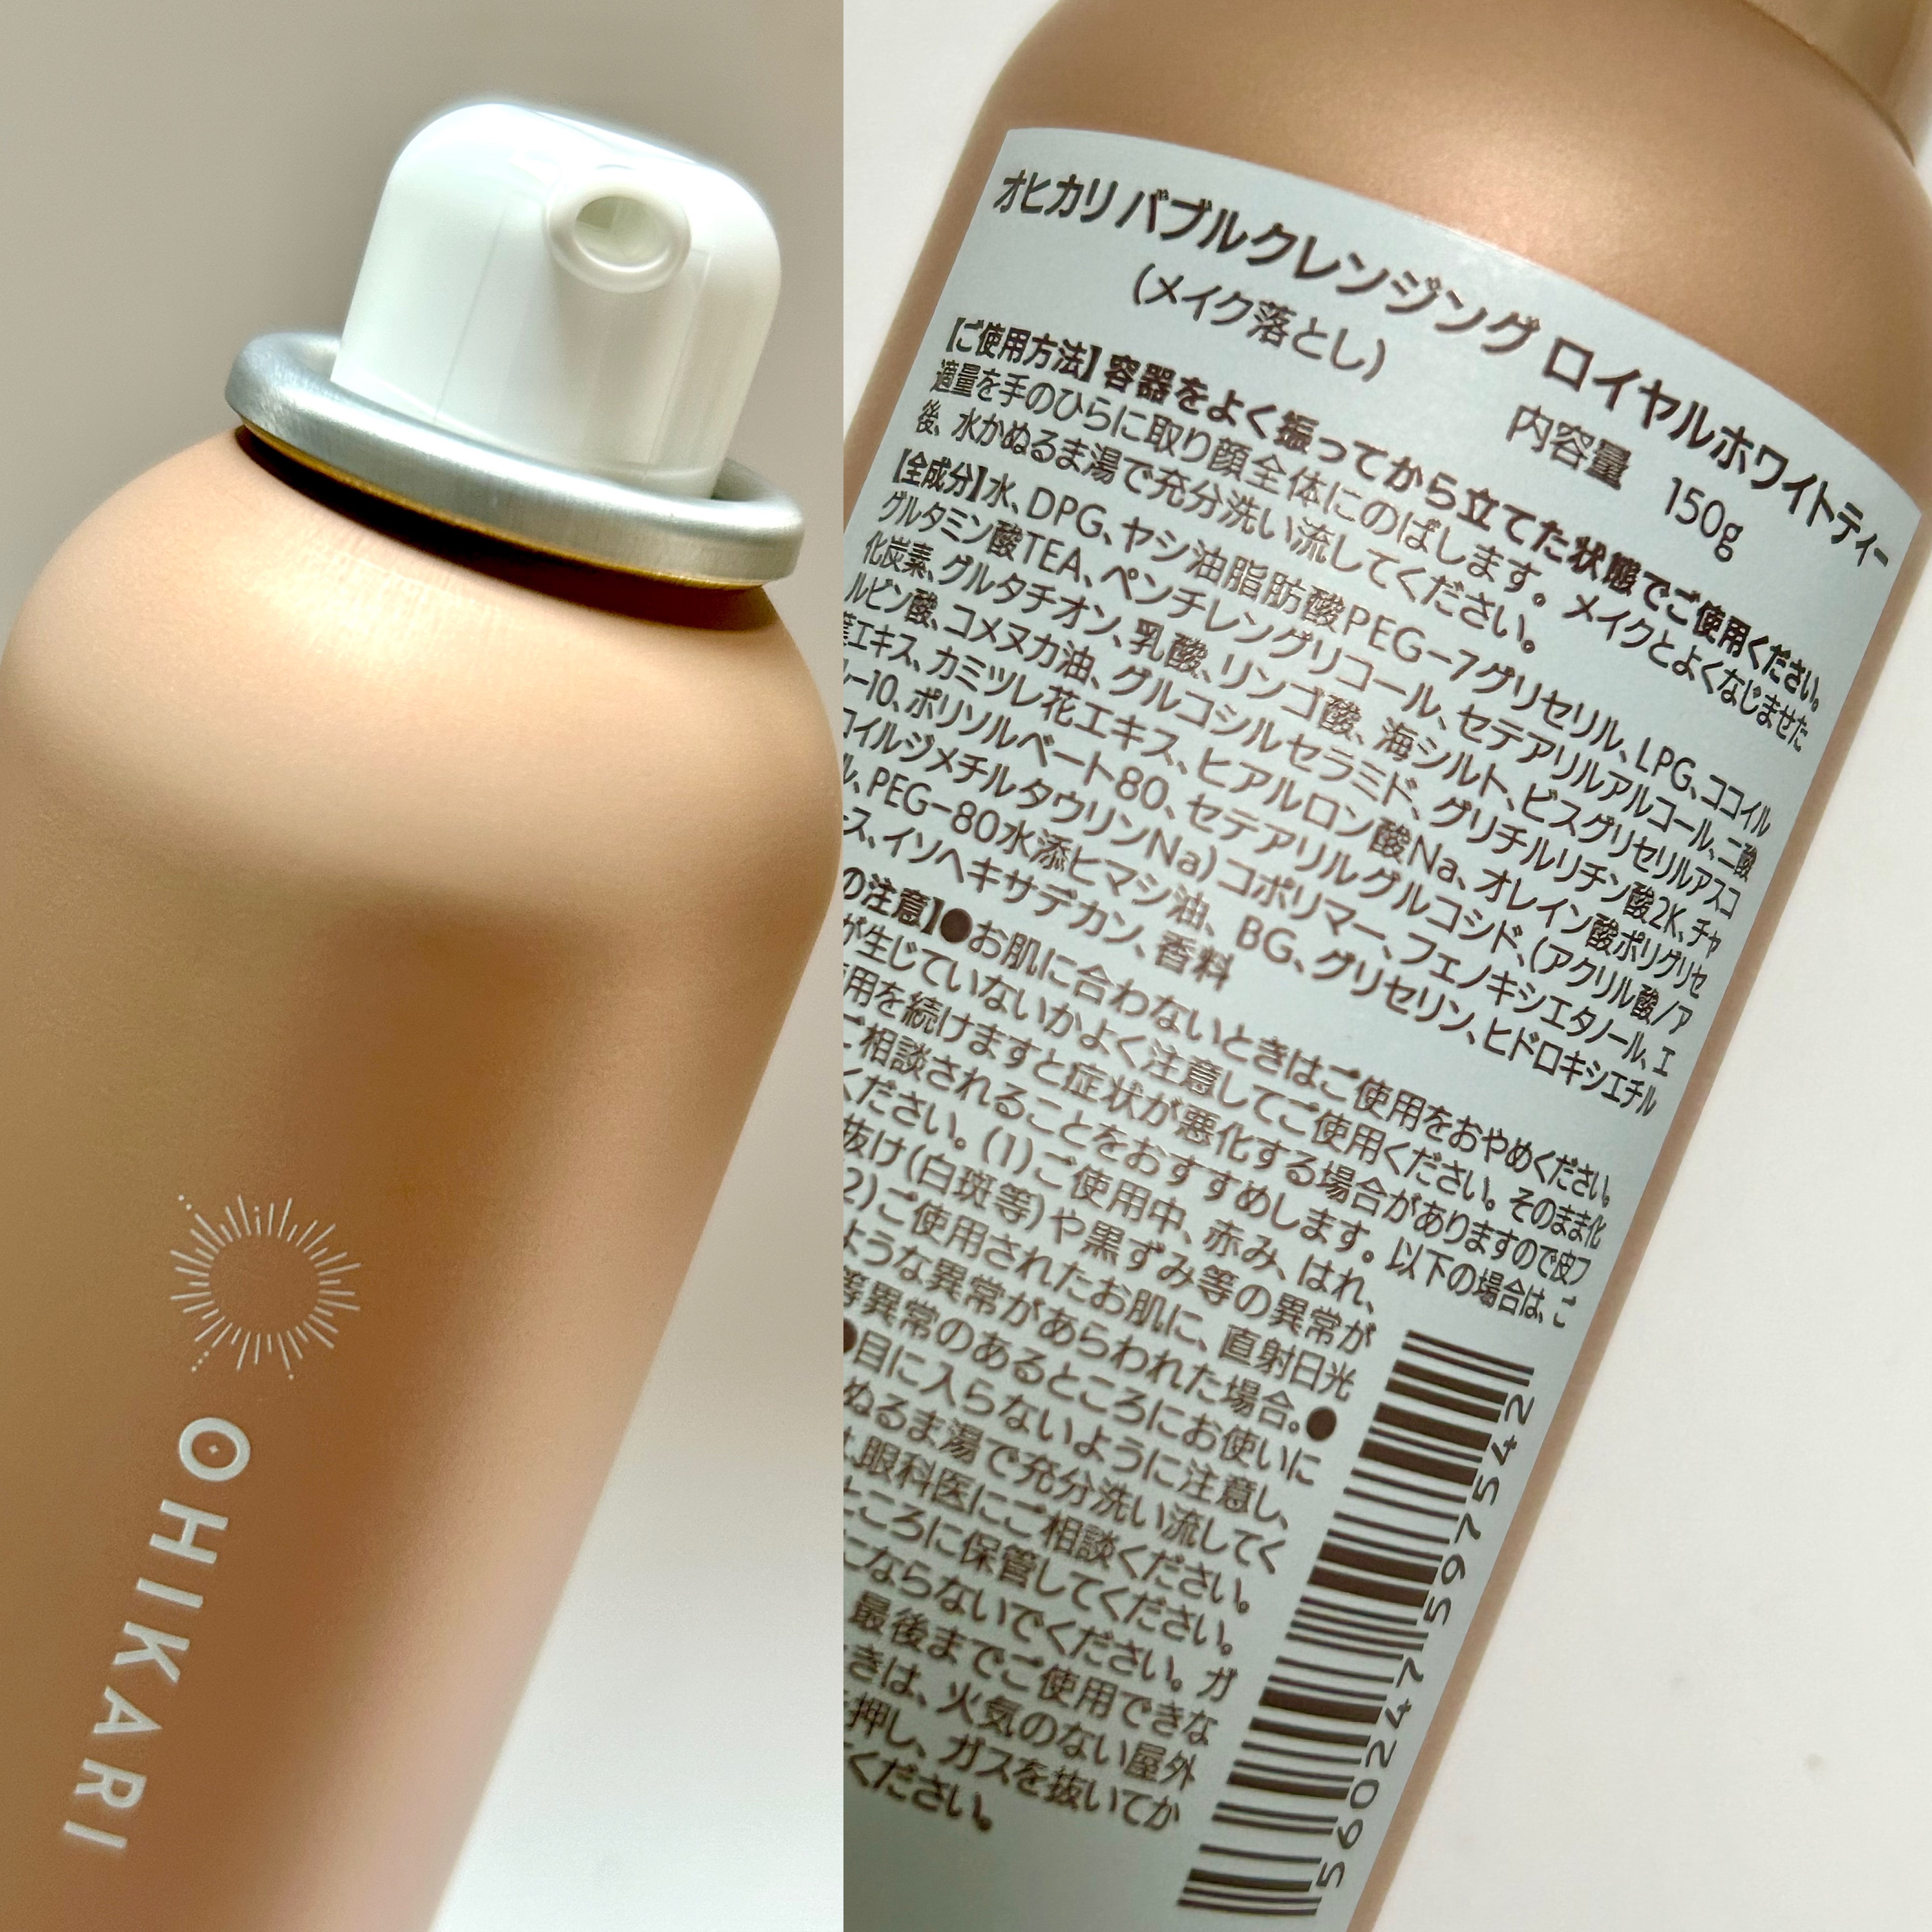 OHIKARI
オヒカリ バブルクレンジング ロイヤルホワイトティー
(メイク落とし)
内容量 150g
【ご使用方法】容器をよく振ってから立てた状態でご使用ください。
適量を手のひらに取り顔全体にのばします。メイクとよくなじませた
後、水かぬるま湯で充分洗い流してください。
【全成分】水、DPG、ヤシ油脂肪酸PEG-7グリセリル、LPG、ココイル
グルタミン酸TEA、ペンチレングリコール、セテアリルアルコール、二酸
化炭素、グルタチオン、乳酸、リンゴ酸、海シルト、ビスグリセリルアスコ
ルビン酸、コメヌカ油、グルコシルセラミド、グリチルリチン酸2K、チャ
葉エキス、カミツレ花エキス、ヒアルロン酸Na、オレイン酸ポリグリセ
-10、ポリソルベート80、セテアリルグルコシド、(アクリル酸/ア
ロイルジメチルタウリンNa)コポリマー、フェノキシエタノール、エ
ル、PEG-80水添ヒマシ油、BG、グリセリン、ヒドロキシエチル
ス、イソヘキサデカン、香料
の注意】●お肌に合わないときはご使用をおやめください。
が生じていないかよく注意してご使用ください。そのまま化
用を続けますと症状が悪化する場合がありますので皮フ
ご相談されることをおすすめします。以下の場合は、ご
ください。(1)ご使用中、赤み、はれ、
抜け(白斑等)や黒ずみ等の異常が
2)ご使用されたお肌に、直射日光
ような異常があらわれた場合。●
等異常のあるところにお使いに
●目に入らないように注意し、
ぬるま湯で充分洗い流してく
眼科医にご相談ください。
ころに保管してください。
にならないでください。ガ
最後までご使用できな
きは、火気のない屋外
押し、ガスを抜いてか
ください。
2457965742095